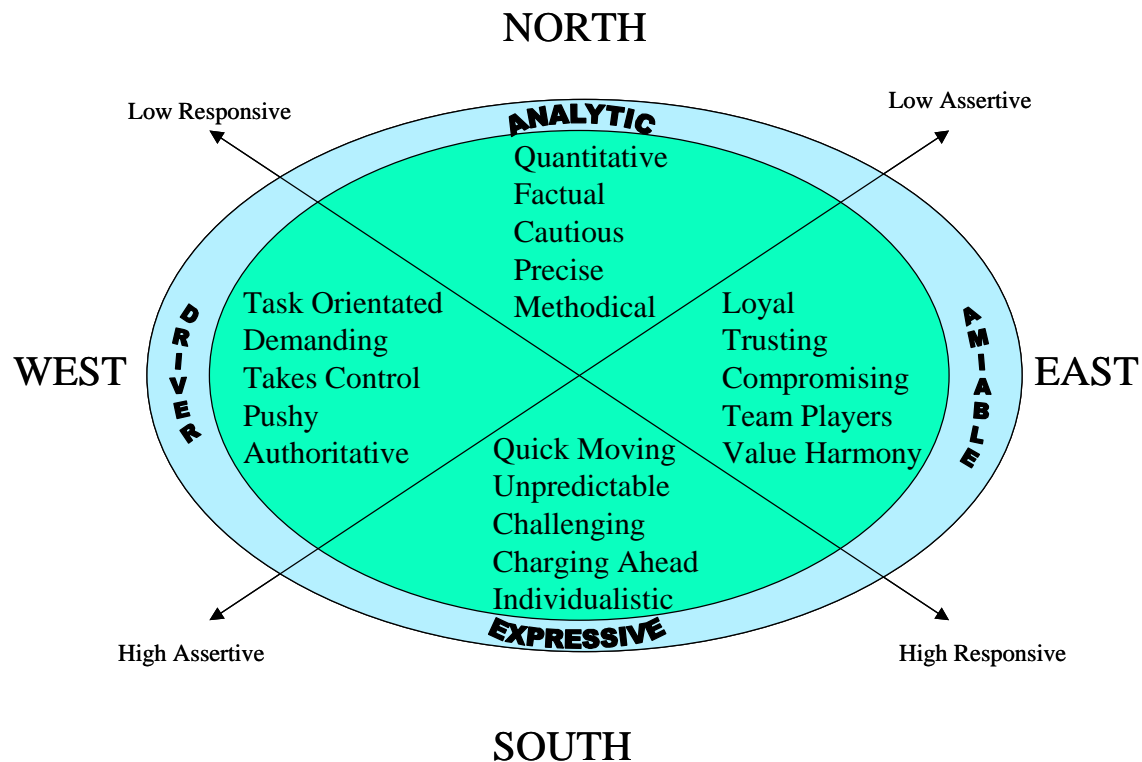 NORTH
Low Responsive
Low Assertive
ANALYTIC
Quantitative
Factual
Cautious
Precise
Methodical
WEST
DRIVER
Task Orientated
Demanding
Takes Control
Pushy
Authoritative
Loyal
Trusting
Compromising
Team Players
Value Harmony
AMIABLE
EAST
Quick Moving
Unpredictable
Challenging
Charging Ahead
Individualistic
EXPRESSIVE
High Assertive
High Responsive
SOUTH